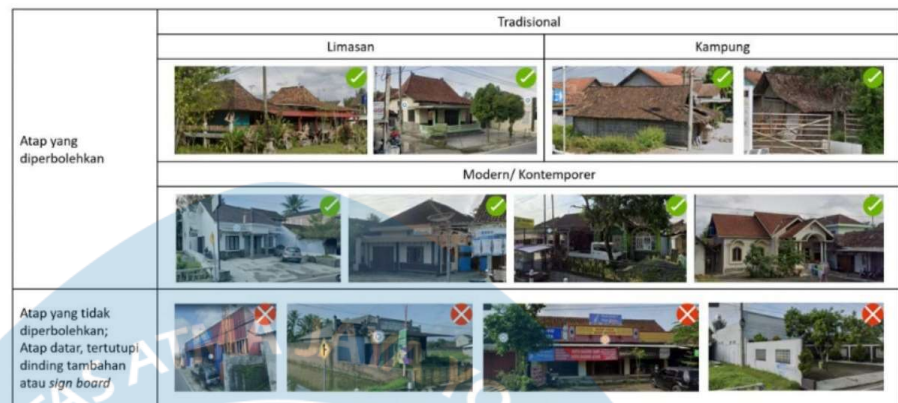 Tradisional
Limasan
Kampung
Atap yang
diperbolehkan
Modern/ Kontemporer
Atap yang tidak
diperbolehkan;
Atap datar, tertutupi
dinding tambahan
atau sign board